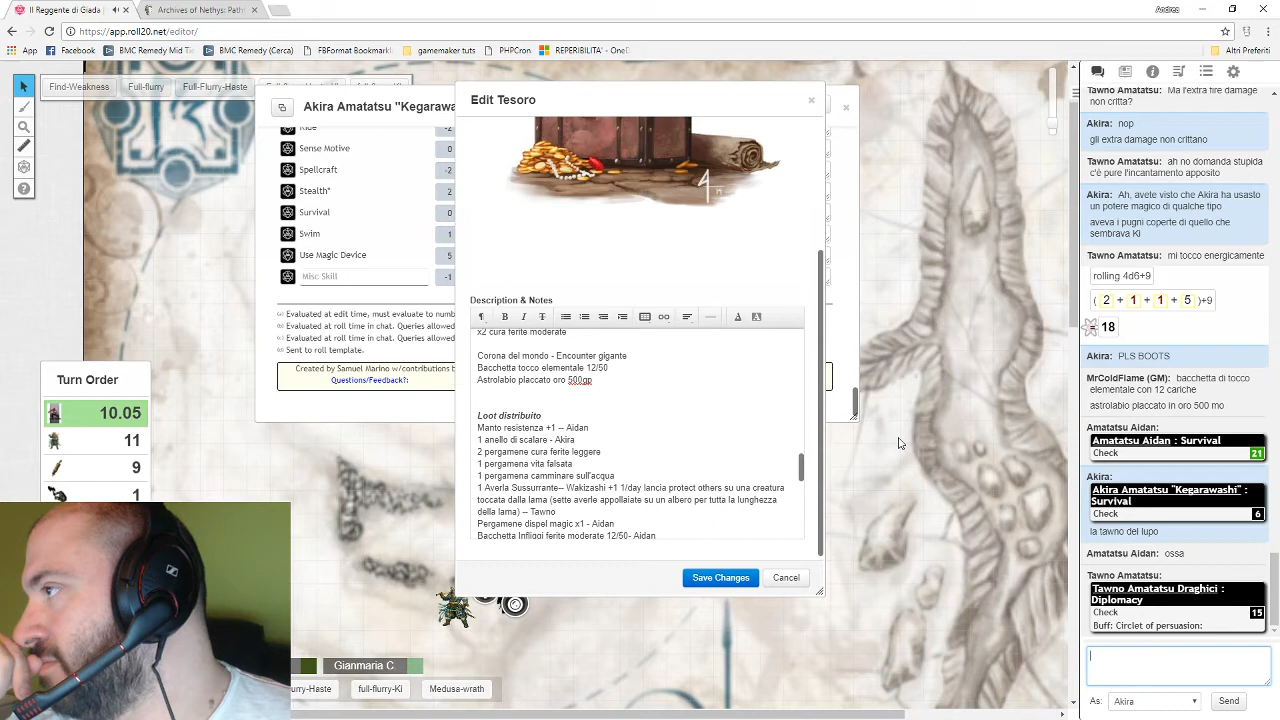 Il Reggente di Giada
Archives of Nethys: Path
Andrea
https://app.roll20.net/editor/
App
Facebook
BMC Remedy Mid Ti
BMC Remedy (Cerca)
FBFormat Bookmarkl
gamemaker tuts
PHPCron
REPERIBILITA' - OneD
Altri Preferiti
Find-Weakness
Full-flurry
Full-Flurry-Haste
Akira Amatatsu "Kegarawa
Ride
-2
Sense Motive
0
Spellcraft
-2
Stealth*
2
Survival
0
Swim
1
Use Magic Device
5
Misc Skill
-1
Evaluated at edit time, must evaluate to numb
Evaluated at roll time in chat. Queries allowed
Evaluated at roll time in chat. Queries allowed
Sent to roll template.
Created by Samuel Marino w/contributions b
Questions/Feedback?:
Edit Tesoro
Description & Notes
x2 cura ferite moderate
Corona del mondo - Encounter gigante
Bacchetta tocco elementale 12/50
Astrolabio placcato oro 500gp
Loot distribuito
Manto resistenza +1 -- Aidan
1 anello di scalare - Akira
2 pergamene cura ferite leggere
1 pergamena vita falsata
1 pergamena camminare sull'acqua
1 Averla Sussurrante-- Wakizashi +1 1/day lancia protect others su una creatura
toccata dalla lama (sette averle appollaiate su un albero per tutta la lunghezza
della lama) -- Tawno
Pergamene dispel magic x1 - Aidan
Bacchetta Infliggi ferite moderate 12/50- Aidan
Save Changes
Cancel
Turn Order
10.05
11
9
1
Gianmaria C.
urry-Haste
full-flurry-Ki
Medusa-wrath
Tawno Amatatsu: Ma l'extra fire damage
non critta?
Akira: nop
gli extra damage non crittano
Tawno Amatatsu: ah no domanda stupida
c'è pure l'incantamento apposito
Akira: Ah, avete visto che Akira ha usasto
un potere magico di qualche tipo
aveva i pugni coperte di quello che
sembrava Ki
Tawno Amatatsu: mi tocco energicamente
rolling 4d6+9
( 2 + 1 + 1 + 5 )+9
18
Akira: PLS BOOTS
MrColdFlame (GM): bacchetta di tocco
elementale con 12 cariche
astrolabio placcato in oro 500 mo
Amatatsu Aidan:
Amatatsu Aidan : Survival
Check
21
Akira:
Akira Amatatsu "Kegarawashi" :
Survival
Check
6
la tawno del lupo
Amatatsu Aidan: ossa
Tawno Amatatsu:
Tawno Amatatsu Draghici :
Diplomacy
Check
15
Buff: Circlet of persuasion:
As:
Akira
Send